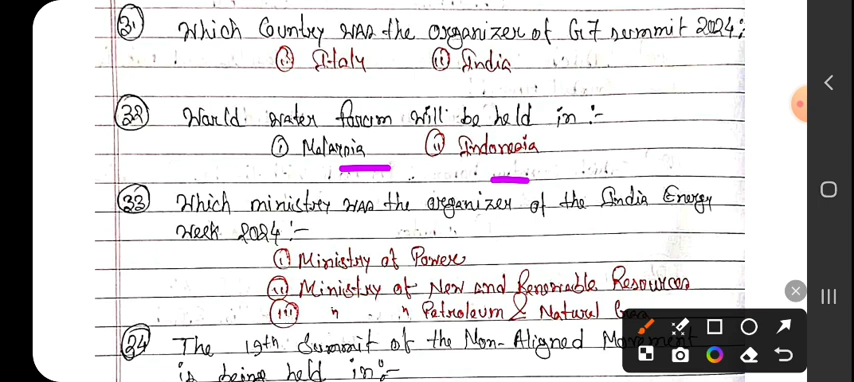 31 Which Country was the organizer of G7 summit 2024:-
(i) Italy (ii) India
32 World water forum will be held in :-
(i) Malaysia (ii) Indonesia
33 Which ministry was the organizer of the India Energy
Week 2024:-
(i) Ministry of Power
(ii) Ministry of New and Renewable Resources
(iii) " " Petroleum & Natural Gas
34 The 19th Summit of the Non-Aligned Movement
is being held in:-